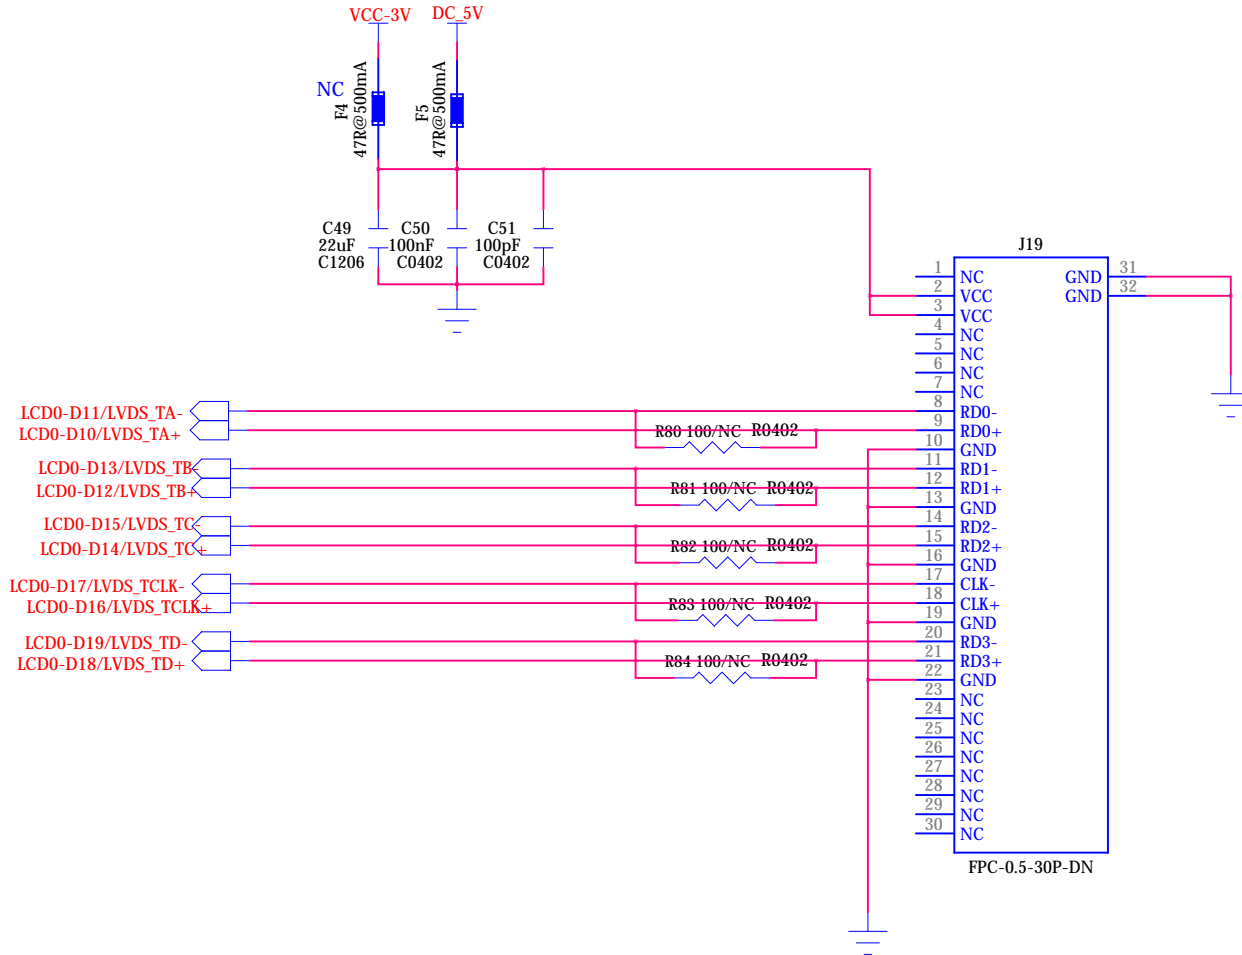 VCC-3V
DC_5V
NC
F4
47R@500mA
F5
47R@500mA
C49
22uF
C1206
C50
100nF
C0402
C51
100pF
C0402
J19
1 NC
2 VCC
3 VCC
4 NC
5 NC
6 NC
7 NC
8 RD0-
9 RD0+
10 GND
11 RD1-
12 RD1+
13 GND
14 RD2-
15 RD2+
16 GND
17 CLK-
18 CLK+
19 GND
20 RD3-
21 RD3+
22 GND
23 NC
24 NC
25 NC
26 NC
27 NC
28 NC
29 NC
30 NC
GND 31
GND 32
FPC-0.5-30P-DN
LCD0-D11/LVDS_TA-
LCD0-D10/LVDS_TA+
R80 100/NC R0402
LCD0-D13/LVDS_TB-
LCD0-D12/LVDS_TB+
R81 100/NC R0402
LCD0-D15/LVDS_TC-
LCD0-D14/LVDS_TC+
R82 100/NC R0402
LCD0-D17/LVDS_TCLK-
LCD0-D16/LVDS_TCLK+
R83 100/NC R0402
LCD0-D19/LVDS_TD-
LCD0-D18/LVDS_TD+
R84 100/NC R0402